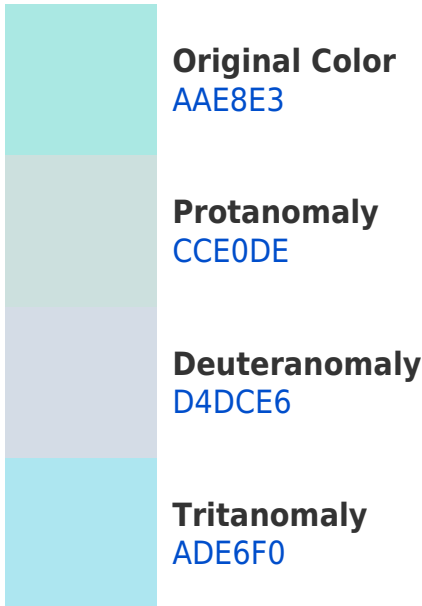 Original Color
AAE8E3
Protanomaly
CCE0DE
Deuteranomaly
D4DCE6
Tritanomaly
ADE6F0